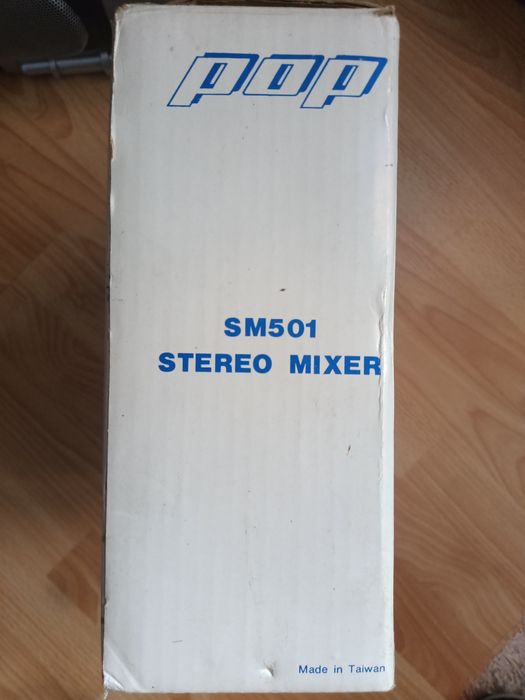 pop
SM501
STEREO MIXER
Made in Taiwan